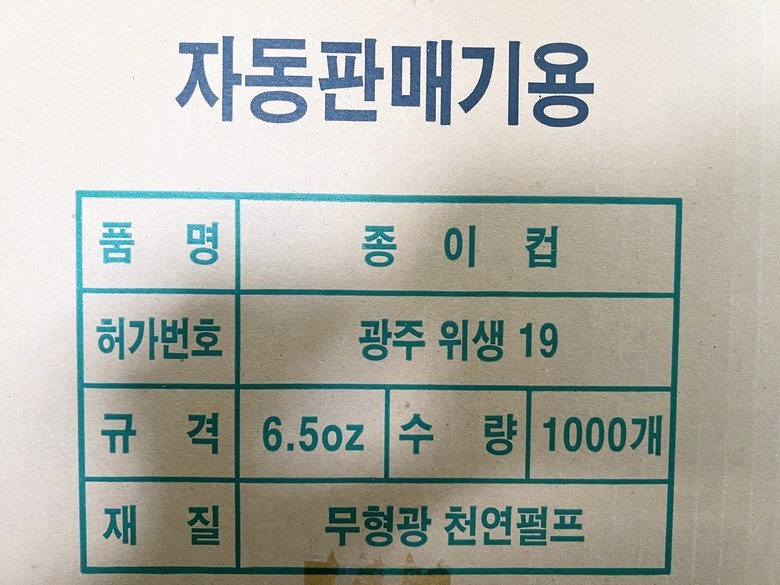 자동판매기용
품 명 종 이 컵
허가번호 광주 위생 19
규 격 6.5oz 수 량 1000개
재 질 무형광 천연펄프